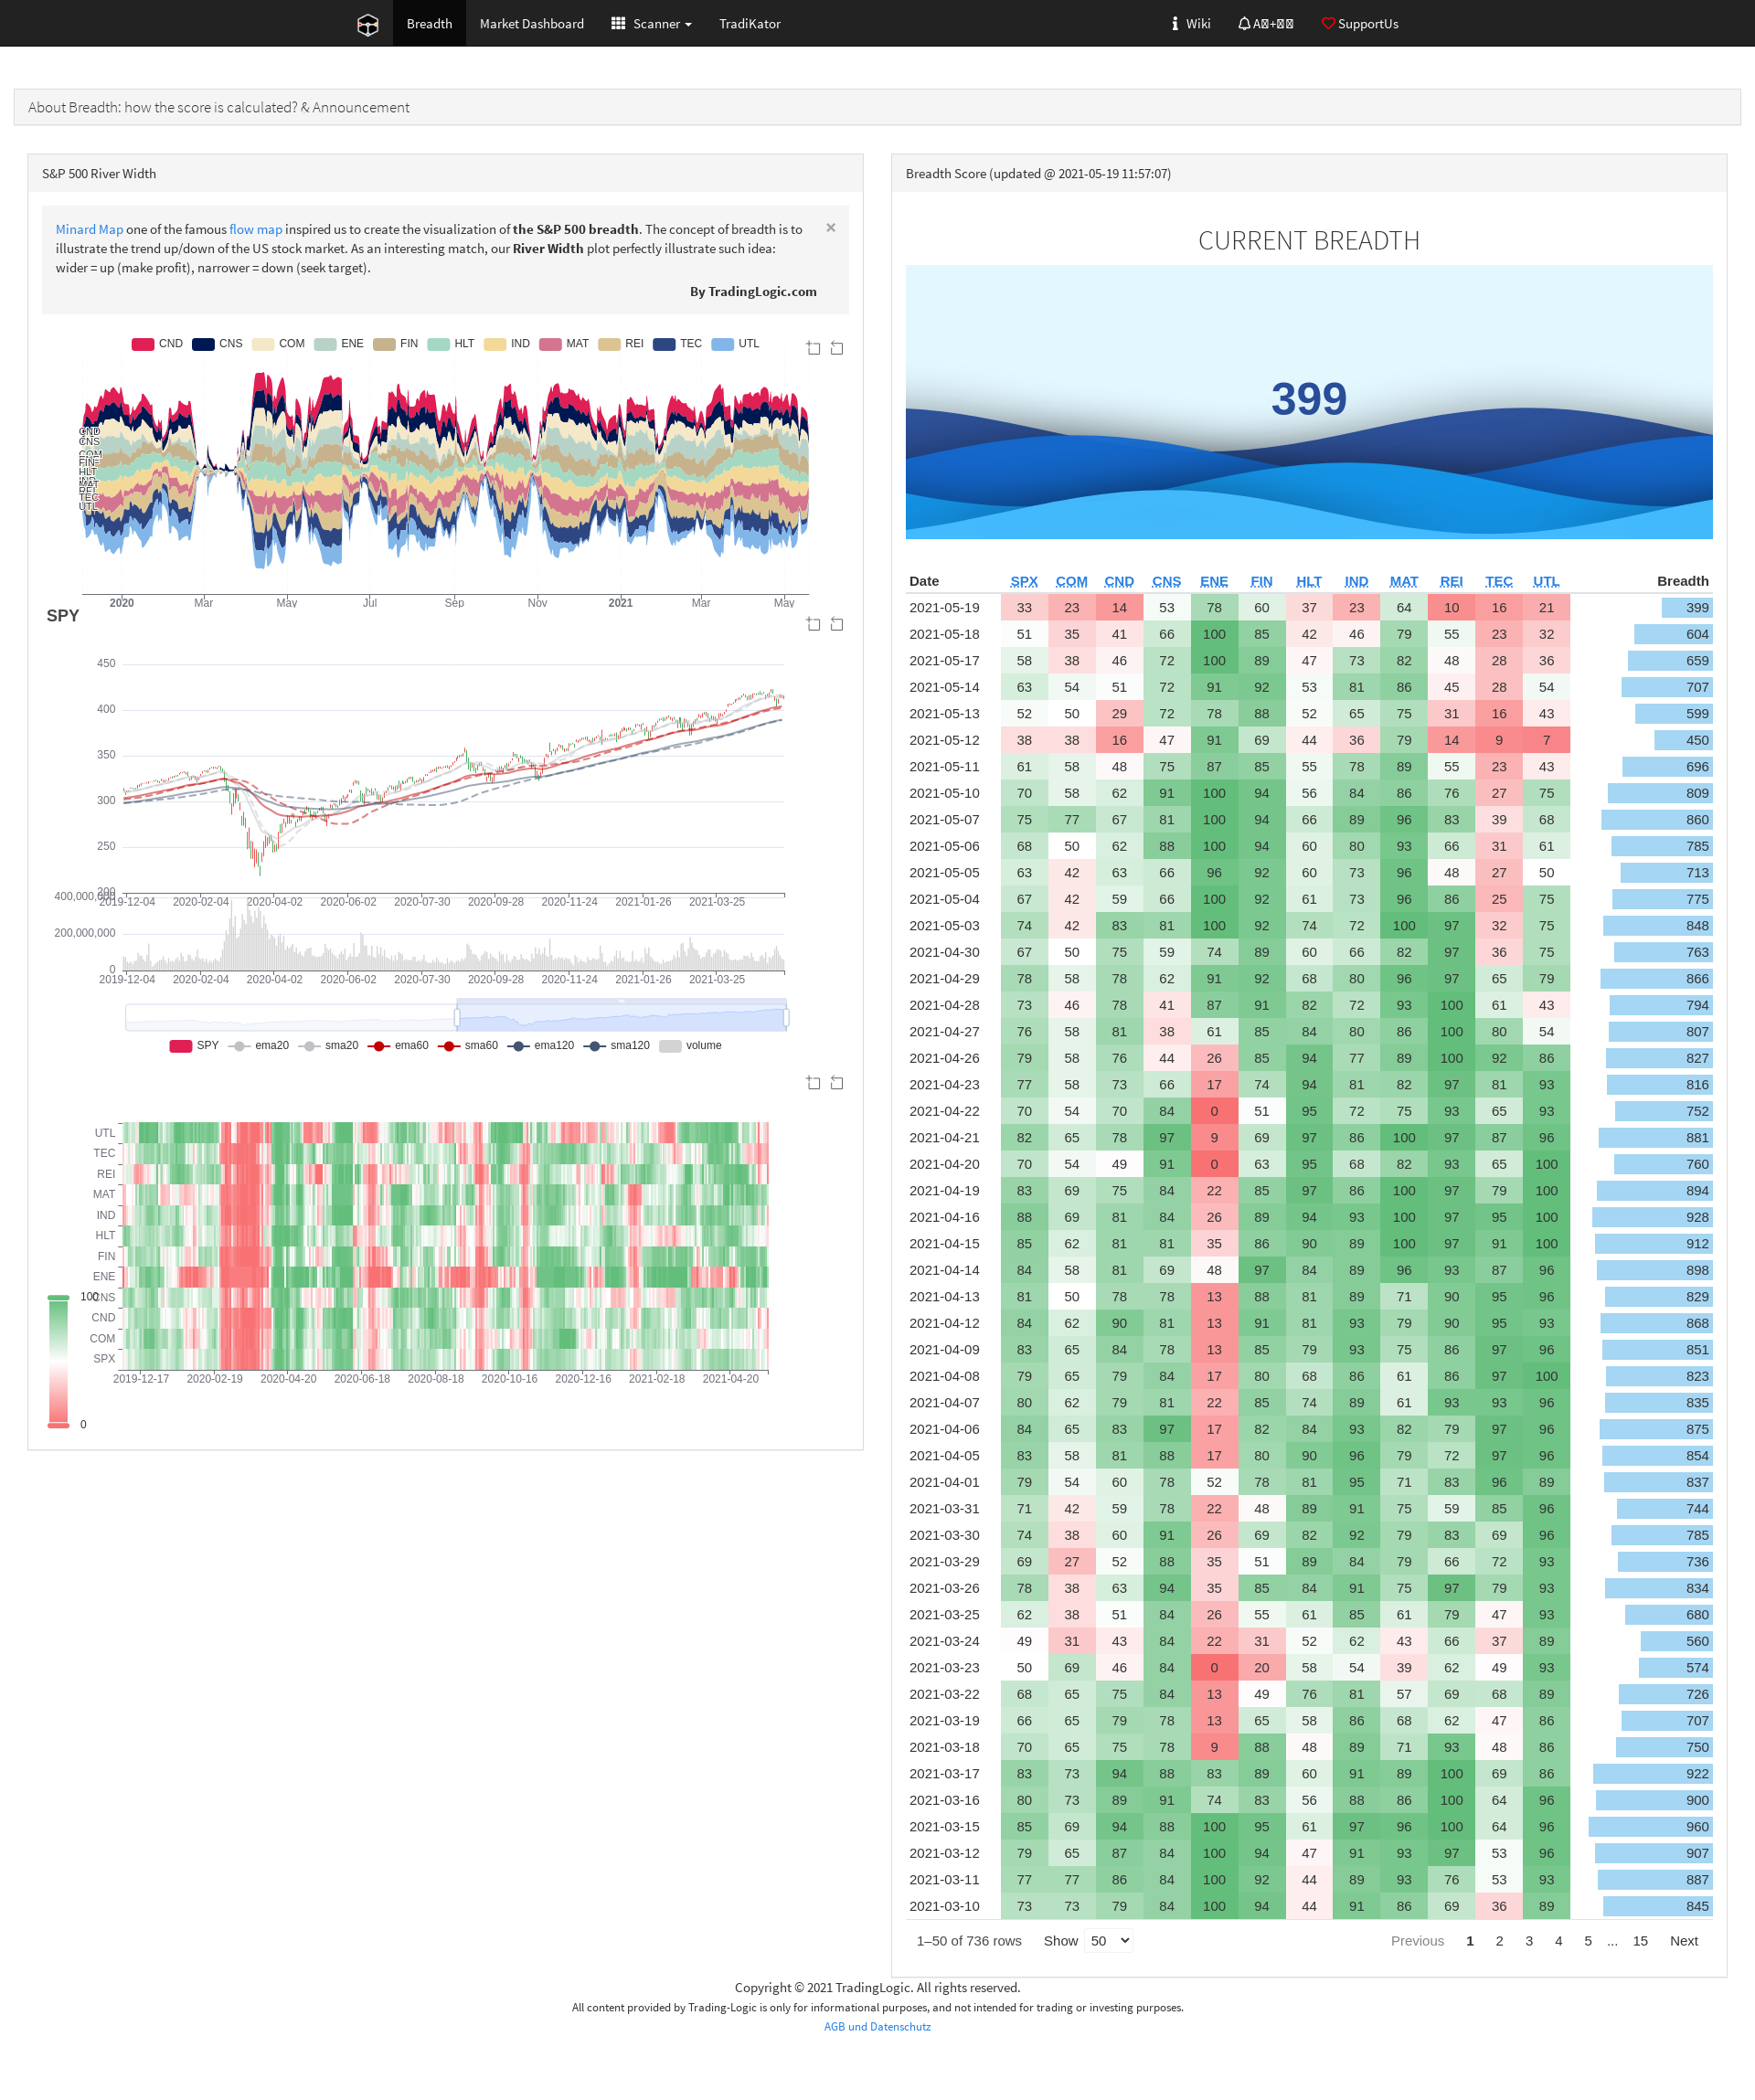 Breadth Market Dashboard Scanner TradiKator Wiki SupportUs
About Breadth: how the score is calculated? & Announcement
S&P 500 River Width
Minard Map one of the famous flow map inspired us to create the visualization of the S&P 500 breadth. The concept of breadth is to
illustrate the trend up/down of the US stock market. As an interesting match, our River Width plot perfectly illustrate such idea:
wider = up (make profit), narrower = down (seek target).
By TradingLogic.com
CND CNS COM ENE FIN HLT IND MAT REI TEC UTL
CND
CNS
COM
FIN
HLT
IND
MAT
REI
TEC
UTL
2020 Mar May Jul Sep Nov 2021 Mar May
SPY
450
400
350
300
250
200
2019-12-04 2020-02-04 2020-04-02 2020-06-02 2020-07-30 2020-09-28 2020-11-24 2021-01-26 2021-03-25
400,000,000
200,000,000
0
2019-12-04 2020-02-04 2020-04-02 2020-06-02 2020-07-30 2020-09-28 2020-11-24 2021-01-26 2021-03-25
SPY ema20 sma20 ema60 sma60 ema120 sma120 volume
UTL
TEC
REI
MAT
IND
HLT
FIN
ENE
CNS
CND
COM
SPX
2019-12-17 2020-02-19 2020-04-20 2020-06-18 2020-08-18 2020-10-16 2020-12-16 2021-02-18 2021-04-20
100
0
Breadth Score (updated @ 2021-05-19 11:57:07)
CURRENT BREADTH
399
Date SPX COM CND CNS ENE FIN HLT IND MAT REI TEC UTL Breadth
2021-05-19 33 23 14 53 78 60 37 23 64 10 16 21 399
2021-05-18 51 35 41 66 100 85 42 46 79 55 23 32 604
2021-05-17 58 38 46 72 100 89 47 73 82 48 28 36 659
2021-05-14 63 54 51 72 91 92 53 81 86 45 28 54 707
2021-05-13 52 50 29 72 78 88 52 65 75 31 16 43 599
2021-05-12 38 38 16 47 91 69 44 36 79 14 9 7 450
2021-05-11 61 58 48 75 87 85 55 78 89 55 23 43 696
2021-05-10 70 58 62 91 100 94 56 84 86 76 27 75 809
2021-05-07 75 77 67 81 100 94 66 89 96 83 39 68 860
2021-05-06 68 50 62 88 100 94 60 80 93 66 31 61 785
2021-05-05 63 42 63 66 96 92 60 73 96 48 27 50 713
2021-05-04 67 42 59 66 100 92 61 73 96 86 25 75 775
2021-05-03 74 42 83 81 100 92 74 72 100 97 32 75 848
2021-04-30 67 50 75 59 74 89 60 66 82 97 36 75 763
2021-04-29 78 58 78 62 91 92 68 80 96 97 65 79 866
2021-04-28 73 46 78 41 87 91 82 72 93 100 61 43 794
2021-04-27 76 58 81 38 61 85 84 80 86 100 80 54 807
2021-04-26 79 58 76 44 26 85 94 77 89 100 92 86 827
2021-04-23 77 58 73 66 17 74 94 81 82 97 81 93 816
2021-04-22 70 54 70 84 0 51 95 72 75 93 65 93 752
2021-04-21 82 65 78 97 9 69 97 86 100 97 87 96 881
2021-04-20 70 54 49 91 0 63 95 68 82 93 65 100 760
2021-04-19 83 69 75 84 22 85 97 86 100 97 79 100 894
2021-04-16 88 69 81 84 26 89 94 93 100 97 95 100 928
2021-04-15 85 62 81 81 35 86 90 89 100 97 91 100 912
2021-04-14 84 58 81 69 48 97 84 89 96 93 87 96 898
2021-04-13 81 50 78 78 13 88 81 89 71 90 95 96 829
2021-04-12 84 62 90 81 13 91 81 93 79 90 95 93 868
2021-04-09 83 65 84 78 13 85 79 93 75 86 97 96 851
2021-04-08 79 65 79 84 17 80 68 86 61 86 97 100 823
2021-04-07 80 62 79 81 22 85 74 89 61 93 93 96 835
2021-04-06 84 65 83 97 17 82 84 93 82 79 97 96 875
2021-04-05 83 58 81 88 17 80 90 96 79 72 97 96 854
2021-04-01 79 54 60 78 52 78 81 95 71 83 96 89 837
2021-03-31 71 42 59 78 22 48 89 91 75 59 85 96 744
2021-03-30 74 38 60 91 26 69 82 92 79 83 69 96 785
2021-03-29 69 27 52 88 35 51 89 84 79 66 72 93 736
2021-03-26 78 38 63 94 35 85 84 91 75 97 79 93 834
2021-03-25 62 38 51 84 26 55 61 85 61 79 47 93 680
2021-03-24 49 31 43 84 22 31 52 62 43 66 37 89 560
2021-03-23 50 69 46 84 0 20 58 54 39 62 49 93 574
2021-03-22 68 65 75 84 13 49 76 81 57 69 68 89 726
2021-03-19 66 65 79 78 13 65 58 86 68 62 47 86 707
2021-03-18 70 65 75 78 9 88 48 89 71 93 48 86 750
2021-03-17 83 73 94 88 83 89 60 91 89 100 69 86 922
2021-03-16 80 73 89 91 74 83 56 88 86 100 64 96 900
2021-03-15 85 69 94 88 100 95 61 97 96 100 64 96 960
2021-03-12 79 65 87 84 100 94 47 91 93 97 53 96 907
2021-03-11 77 77 86 84 100 92 44 89 93 76 53 93 887
2021-03-10 73 73 79 84 100 94 44 91 86 69 36 89 845
1–50 of 736 rows Show 50 Previous 1 2 3 4 5 ... 15 Next
Copyright © 2021 TradingLogic. All rights reserved.
All content provided by Trading-Logic is only for informational purposes, and not intended for trading or investing purposes.
AGB und Datenschutz